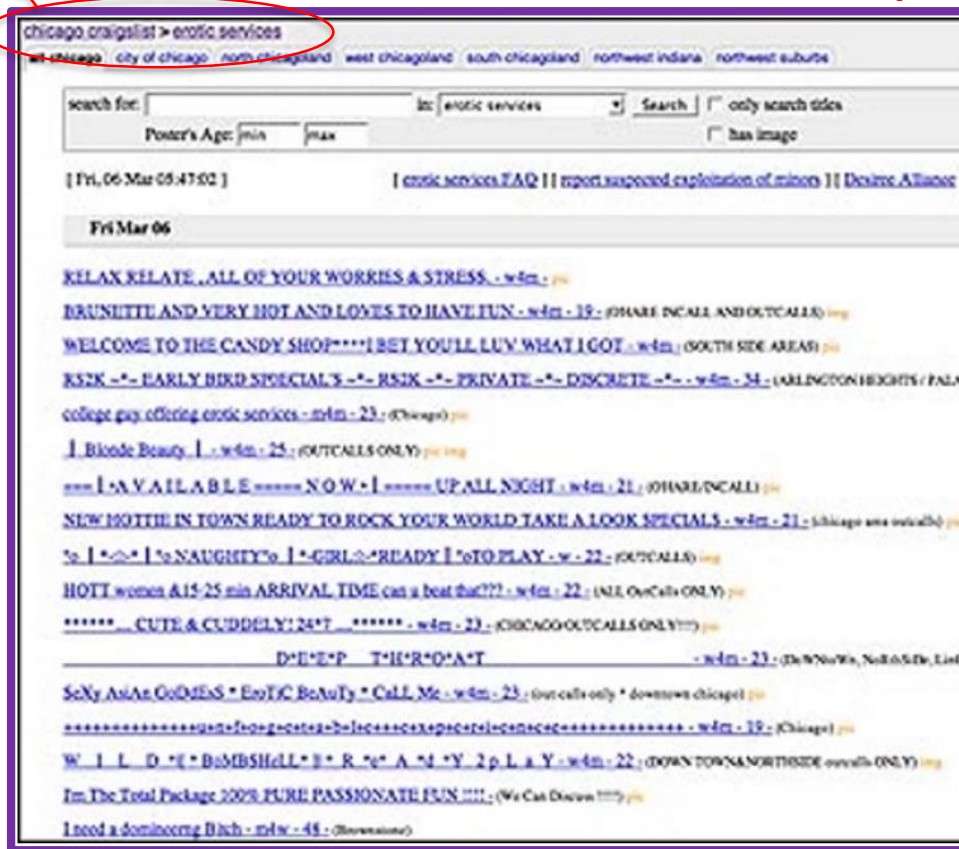 chicago craigslist > erotic services
all chicago city of chicago north chicagoland west chicagoland south chicagoland northwest indiana northwest suburbs
search for: in: erotic services Search only search titles
Poster's Age: min max has image
[ Fri, 06 Mar 05:47:02 ] [ erotic services FAQ ] [ report suspected exploitation of minors ] [ Desiree Alliance
Fri Mar 06
RELAX RELATE , ALL OF YOUR WORRIES & STRESS. - w4m - pic
BRUNETTE AND VERY HOT AND LOVES TO HAVE FUN - w4m - 19 - (OHARE INCALL AND OUTCALLS) img
WELCOME TO THE CANDY SHOP****I BET YOU'LL LUV WHAT I GOT - w4m - (SOUTH SIDE AREAS) pic
RS2K ~*~ EARLY BIRD SPECIAL'S ~*~ RS2K ~*~ PRIVATE ~*~ DISCRETE ~*~ - w4m - 34 - (ARLINGTON HEIGHTS / PALA
college guy offering erotic services - m4m - 23 - (Chicago) pic
Blonde Beauty - w4m - 25 - (OUTCALLS ONLY) pic img
A V A I L A B L E ===== N O W ===== UP ALL NIGHT - w4m - 21 - (OHARE/INCALL) pic
NEW HOTTIE IN TOWN READY TO ROCK YOUR WORLD TAKE A LOOK SPECIALS - w4m - 21 - (chicago area outcalls) pic
NAUGHTY GIRL READY TO PLAY - w - 22 - (OUTCALLS) img
HOTT women &15-25 min ARRIVAL TIME can u beat that??? - w4m - 22 - (ALL OutCalls ONLY) pic
****** ... CUTE & CUDDELY! 24*7 ... ****** - w4m - 23 - (CHICAGO OUTCALLS ONLY!!!) pic
D*E*E*P T*H*R*O*A*T - w4m - 23 -
SeXy AsiAn GoDdEsS * EroTiC BeAuTy * CaLL Me - w4m - 23 - (out calls only * downtown chicago) pic
- w4m - 19 - (Chicago) pic
W I L D BoMBSHeLL R *e* A *d *Y 2 p L a Y - w4m - 22 - (DOWN TOWN&NORTHSIDE outcalls ONLY) img
I'm The Total Package 100% PURE PASSIONATE FUN !!!! - (We Can Discuss !!!!) pic
I need a domineerng Bitch - m4w - 48 - (Brownstone)